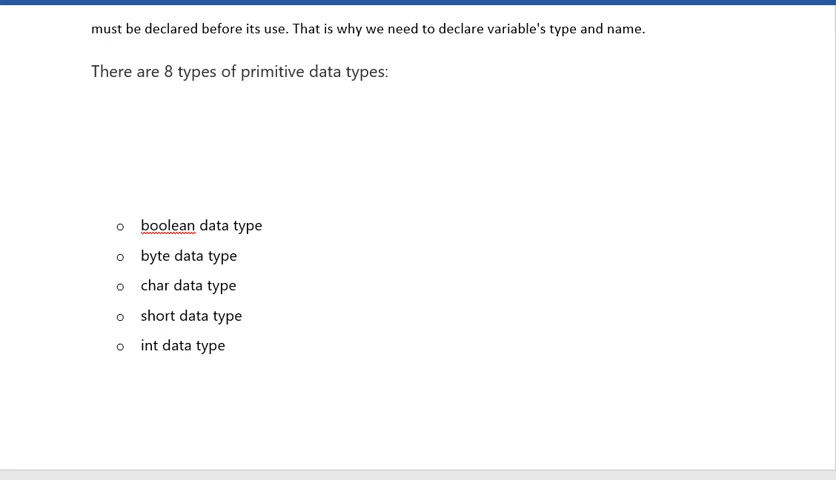 must be declared before its use. That is why we need to declare variable's type and name.
There are 8 types of primitive data types:
o boolean data type
o byte data type
o char data type
o short data type
o int data type